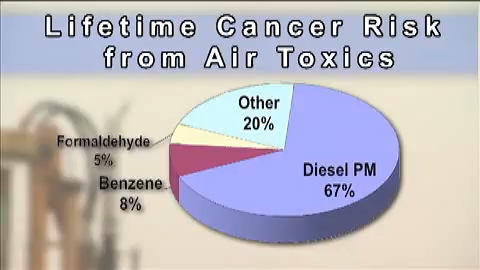 Lifetime Cancer Risk
from Air Toxics
Other
20%
Formaldehyde
5%
Benzene
8%
Diesel PM
67%